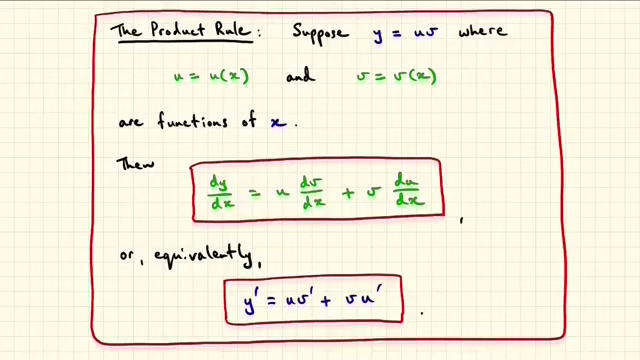 The Product Rule: Suppose y = uv where
u = u(x) and v = v(x)
are functions of x.
Then
dy/dx = u dv/dx + v du/dx ,
or, equivalently,
y' = uv' + vu' .